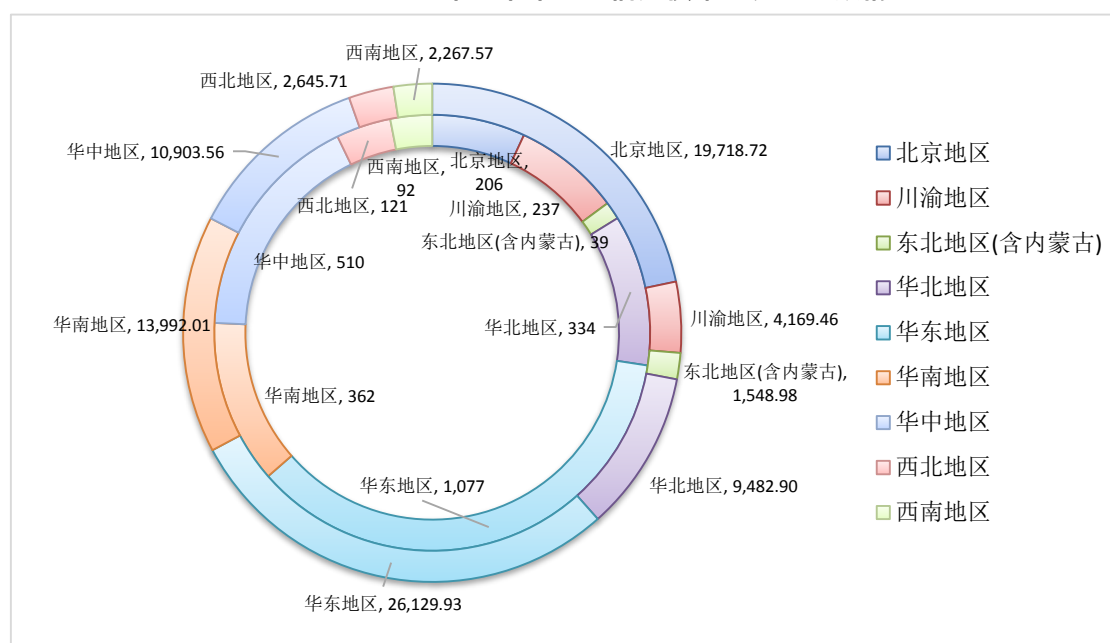 西南地区, 2,267.57
西北地区, 2,645.71
华中地区, 10,903.56
北京地区, 19,718.72
西南地区,
92
北京地区,
206
西北地区, 121
川渝地区, 237
东北地区(含内蒙古), 39
华中地区, 510
华南地区, 13,992.01
华北地区, 334
川渝地区, 4,169.46
东北地区(含内蒙古),
1,548.98
华南地区, 362
华东地区, 1,077
华北地区, 9,482.90
华东地区, 26,129.93
北京地区
川渝地区
东北地区(含内蒙古)
华北地区
华东地区
华南地区
华中地区
西北地区
西南地区